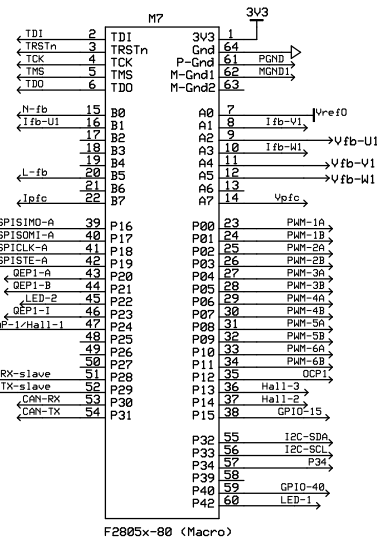 M7
3V3
TDI 2 TDI 3V3 1
TRSTn 3 TRSTn Gnd 64
TCK 4 TCK P-Gnd 61 PGND
TMS 5 TMS M-Gnd1 62 MGND1
TDO 6 TDO M-Gnd2 63
N-fb 15 B0 A0 7 Vref0
Ifb-U1 16 B1 A1 8 Ifb-V1
17 B2 A2 9 Vfb-U1
18 B3 A3 10 Ifb-W1
19 B4 A4 11 Vfb-V1
L-fb 20 B5 A5 12 Vfb-W1
21 B6 A6 13
Ipfc 22 B7 A7 14 Vpfc
SPISIMO-A 39 P16 P00 23 PWM-1A
SPISOMI-A 40 P17 P01 24 PWM-1B
SPICLK-A 41 P18 P02 25 PWM-2A
SPISTE-A 42 P19 P03 26 PWM-2B
QEP1-A 43 P20 P04 27 PWM-3A
QEP1-B 44 P21 P05 28 PWM-3B
LED-2 45 P22 P06 29 PWM-4A
QEP1-I 46 P23 P07 30 PWM-4B
P-1/Hall-1 47 P24 P08 31 PWM-5A
48 P25 P09 32 PWM-5B
49 P26 P10 33 PWM-6A
50 P27 P11 34 PWM-6B
RX-slave 51 P28 P12 35 OCP1
TX-slave 52 P29 P13 36 Hall-3
CAN-RX 53 P30 P14 37 Hall-2
CAN-TX 54 P31 P15 38 GPIO-15
P32 55 I2C-SDA
P33 56 I2C-SCL
P34 57 P34
P39 58
P40 59 GPIO-40
P42 60 LED-1
F2805x-80 (Macro)